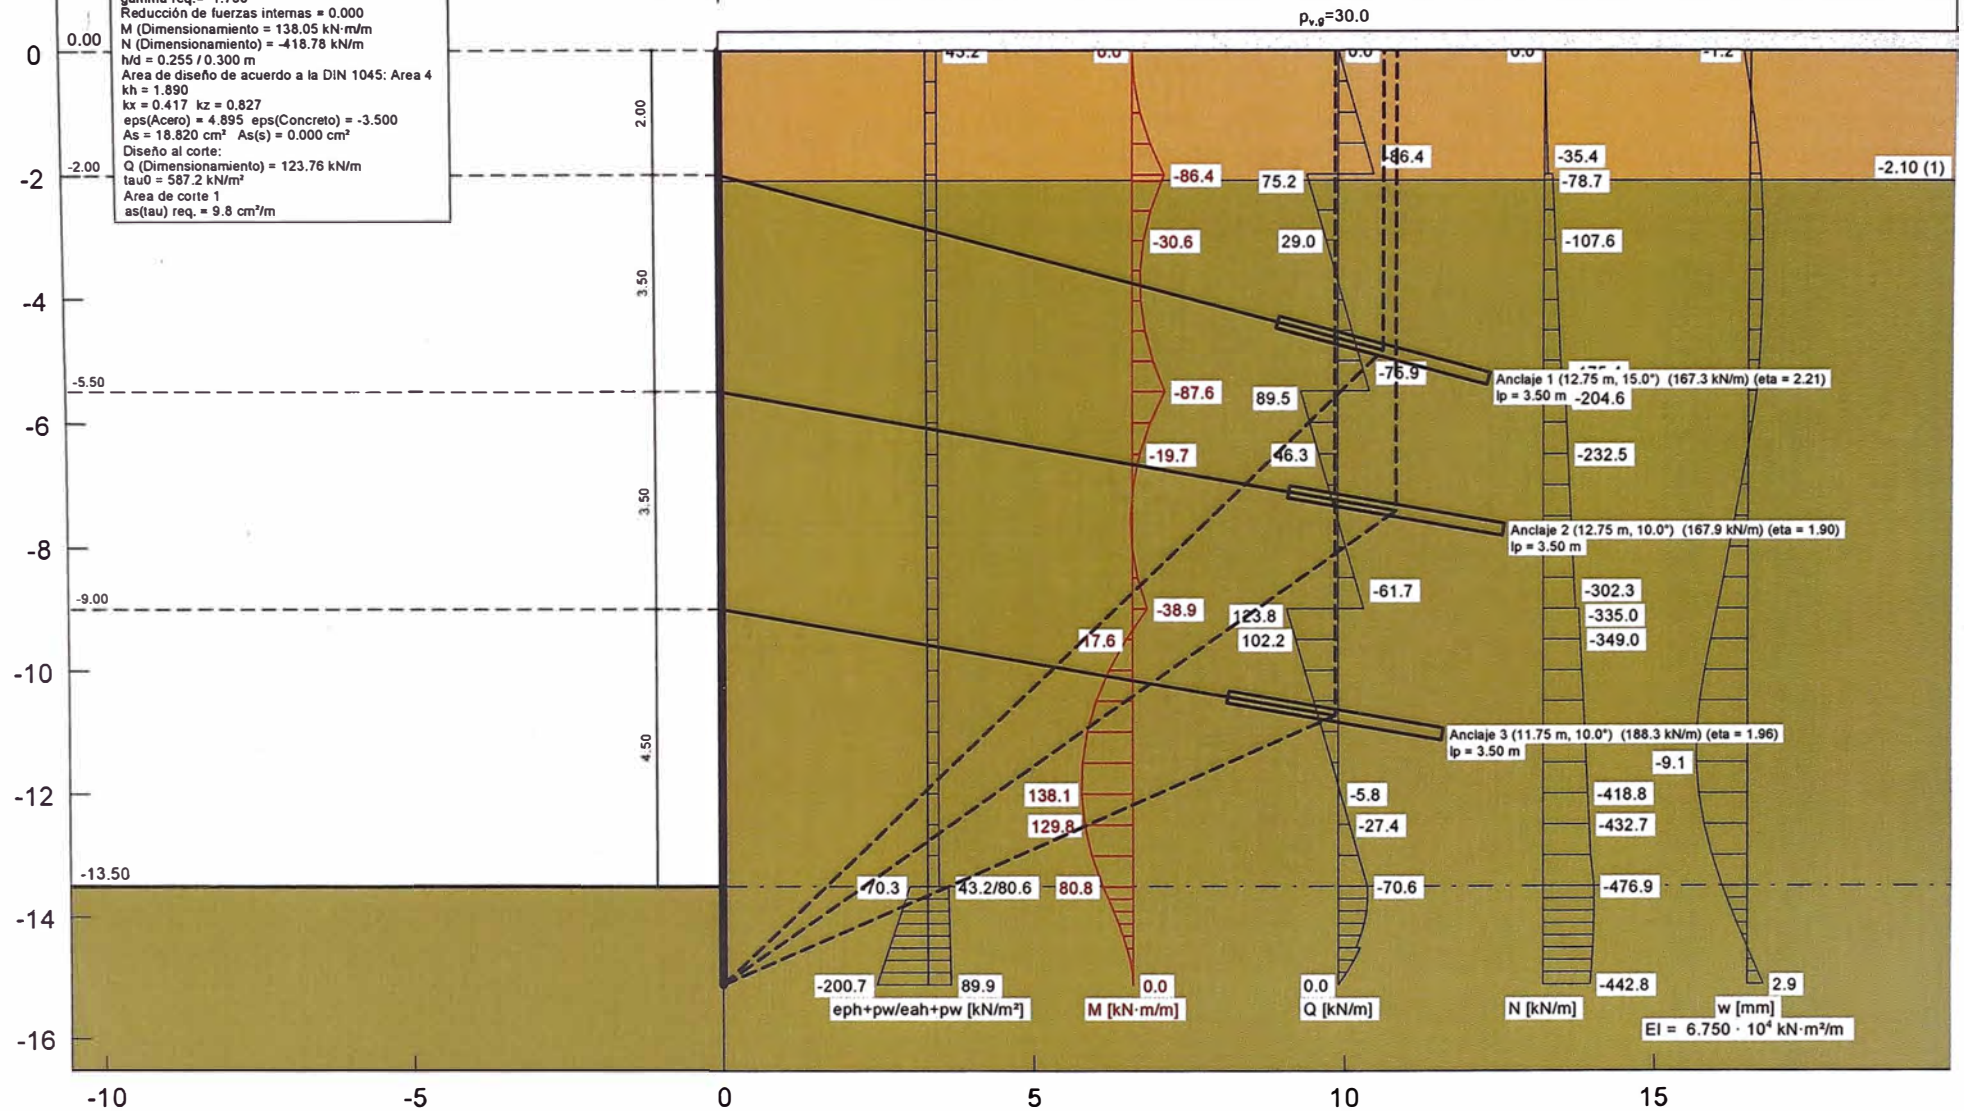 Reducción de fuerzas internas = 0.000
M (Dimensionamiento = 138.05 kN·m/m
N (Dimensionamiento) = -418.78 kN/m
h/d = 0.255 / 0.300 m
Area de diseño de acuerdo a la DIN 1045: Area 4
kh = 1.890
kx = 0.417 kz = 0.827
eps(Acero) = 4.895 eps(Concreto) = -3.500
As = 18.820 cm² As(s) = 0.000 cm²
Diseño al corte:
Q (Dimensionamiento) = 123.76 kN/m
tau0 = 587.2 kN/m²
Area de corte 1
as(tau) req. = 9.8 cm²/m
pv,g=30.0
0
0.00
43.2
0.0
0.0
0.0
-1.2
2.00
-86.4
-35.4
-2
-2.00
-86.4
75.2
-78.7
-2.10 (1)
-30.6
29.0
-107.6
3.50
-4
-76.9
Anclaje 1 (12.75 m, 15.0°) (167.3 kN/m) (eta = 2.21)
lp = 3.50 m
-5.50
-87.6
89.5
-204.6
-6
-19.7
46.3
-232.5
3.50
Anclaje 2 (12.75 m, 10.0°) (167.9 kN/m) (eta = 1.90)
lp = 3.50 m
-8
-61.7
-302.3
-9.00
-38.9
123.8
-335.0
17.6
102.2
-349.0
-10
4.50
Anclaje 3 (11.75 m, 10.0°) (188.3 kN/m) (eta = 1.96)
lp = 3.50 m
-9.1
-12
138.1
-5.8
-418.8
129.8
-27.4
-432.7
-13.50
-70.3
43.2/80.6
80.8
-70.6
-476.9
-14
-200.7
89.9
0.0
0.0
-442.8
2.9
eph+pw/eah+pw [kN/m²]
M [kN·m/m]
Q [kN/m]
N [kN/m]
w [mm]
EI = 6.750 · 10⁴ kN·m²/m
-16
-10
-5
0
5
10
15